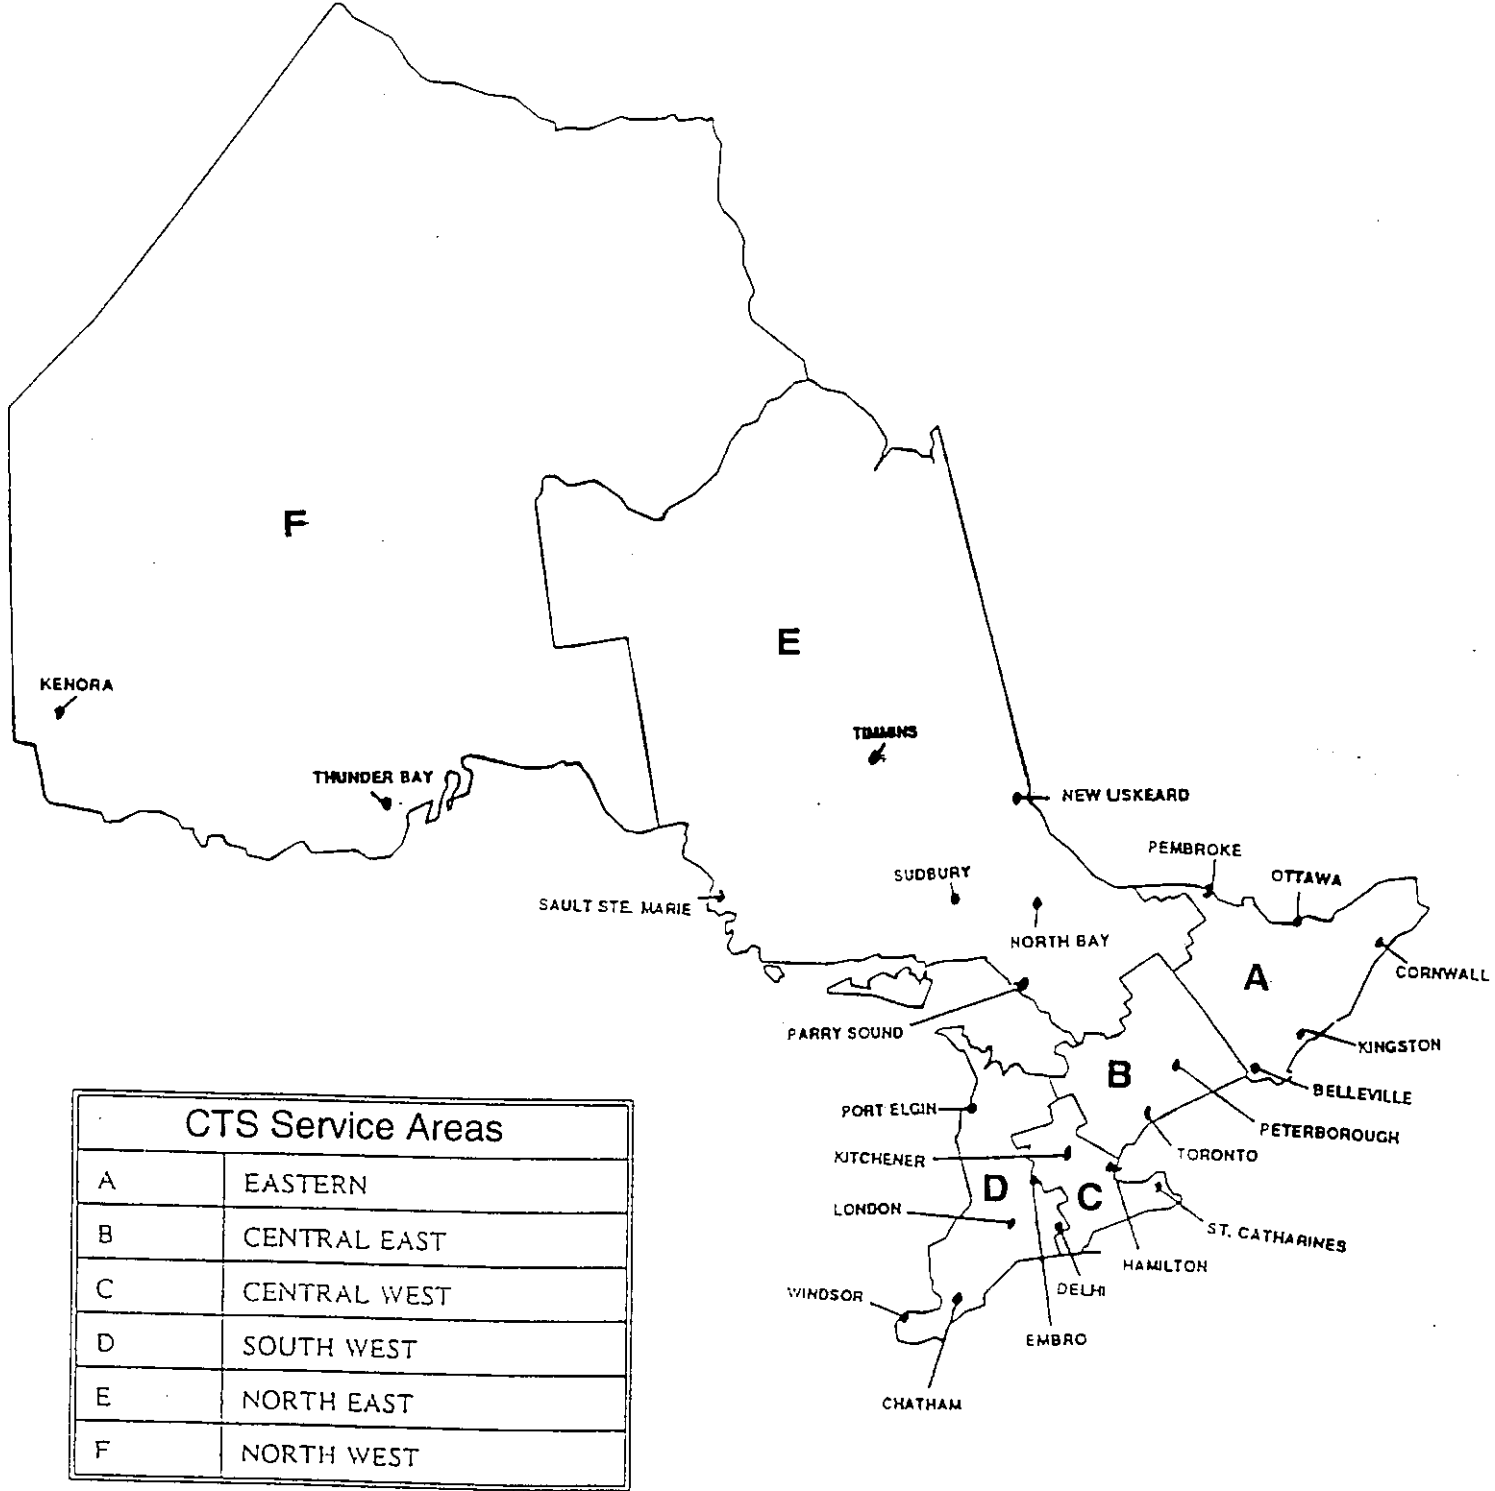 F
E
KENORA
TIMMINS
THUNDER BAY
NEW LISKEARD
PEMBROKE
SUDBURY
OTTAWA
SAULT STE. MARIE
NORTH BAY
A
CORNWALL
PARRY SOUND
KINGSTON
B
BELLEVILLE
PORT ELGIN
PETERBOROUGH
KITCHENER
TORONTO
D
C
LONDON
ST. CATHARINES
HAMILTON
DELHI
WINDSOR
EMBRO
CHATHAM
CTS Service Areas
A EASTERN
B CENTRAL EAST
C CENTRAL WEST
D SOUTH WEST
E NORTH EAST
F NORTH WEST